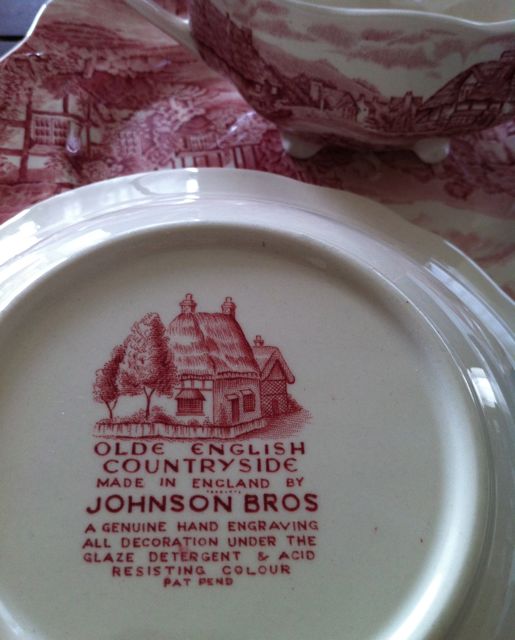 OLDE ENGLISH
COUNTRYSIDE
MADE IN ENGLAND BY
JOHNSON BROS
A GENUINE HAND ENGRAVING
ALL DECORATION UNDER THE
GLAZE DETERGENT & ACID
RESISTING COLOUR
PAT PEND